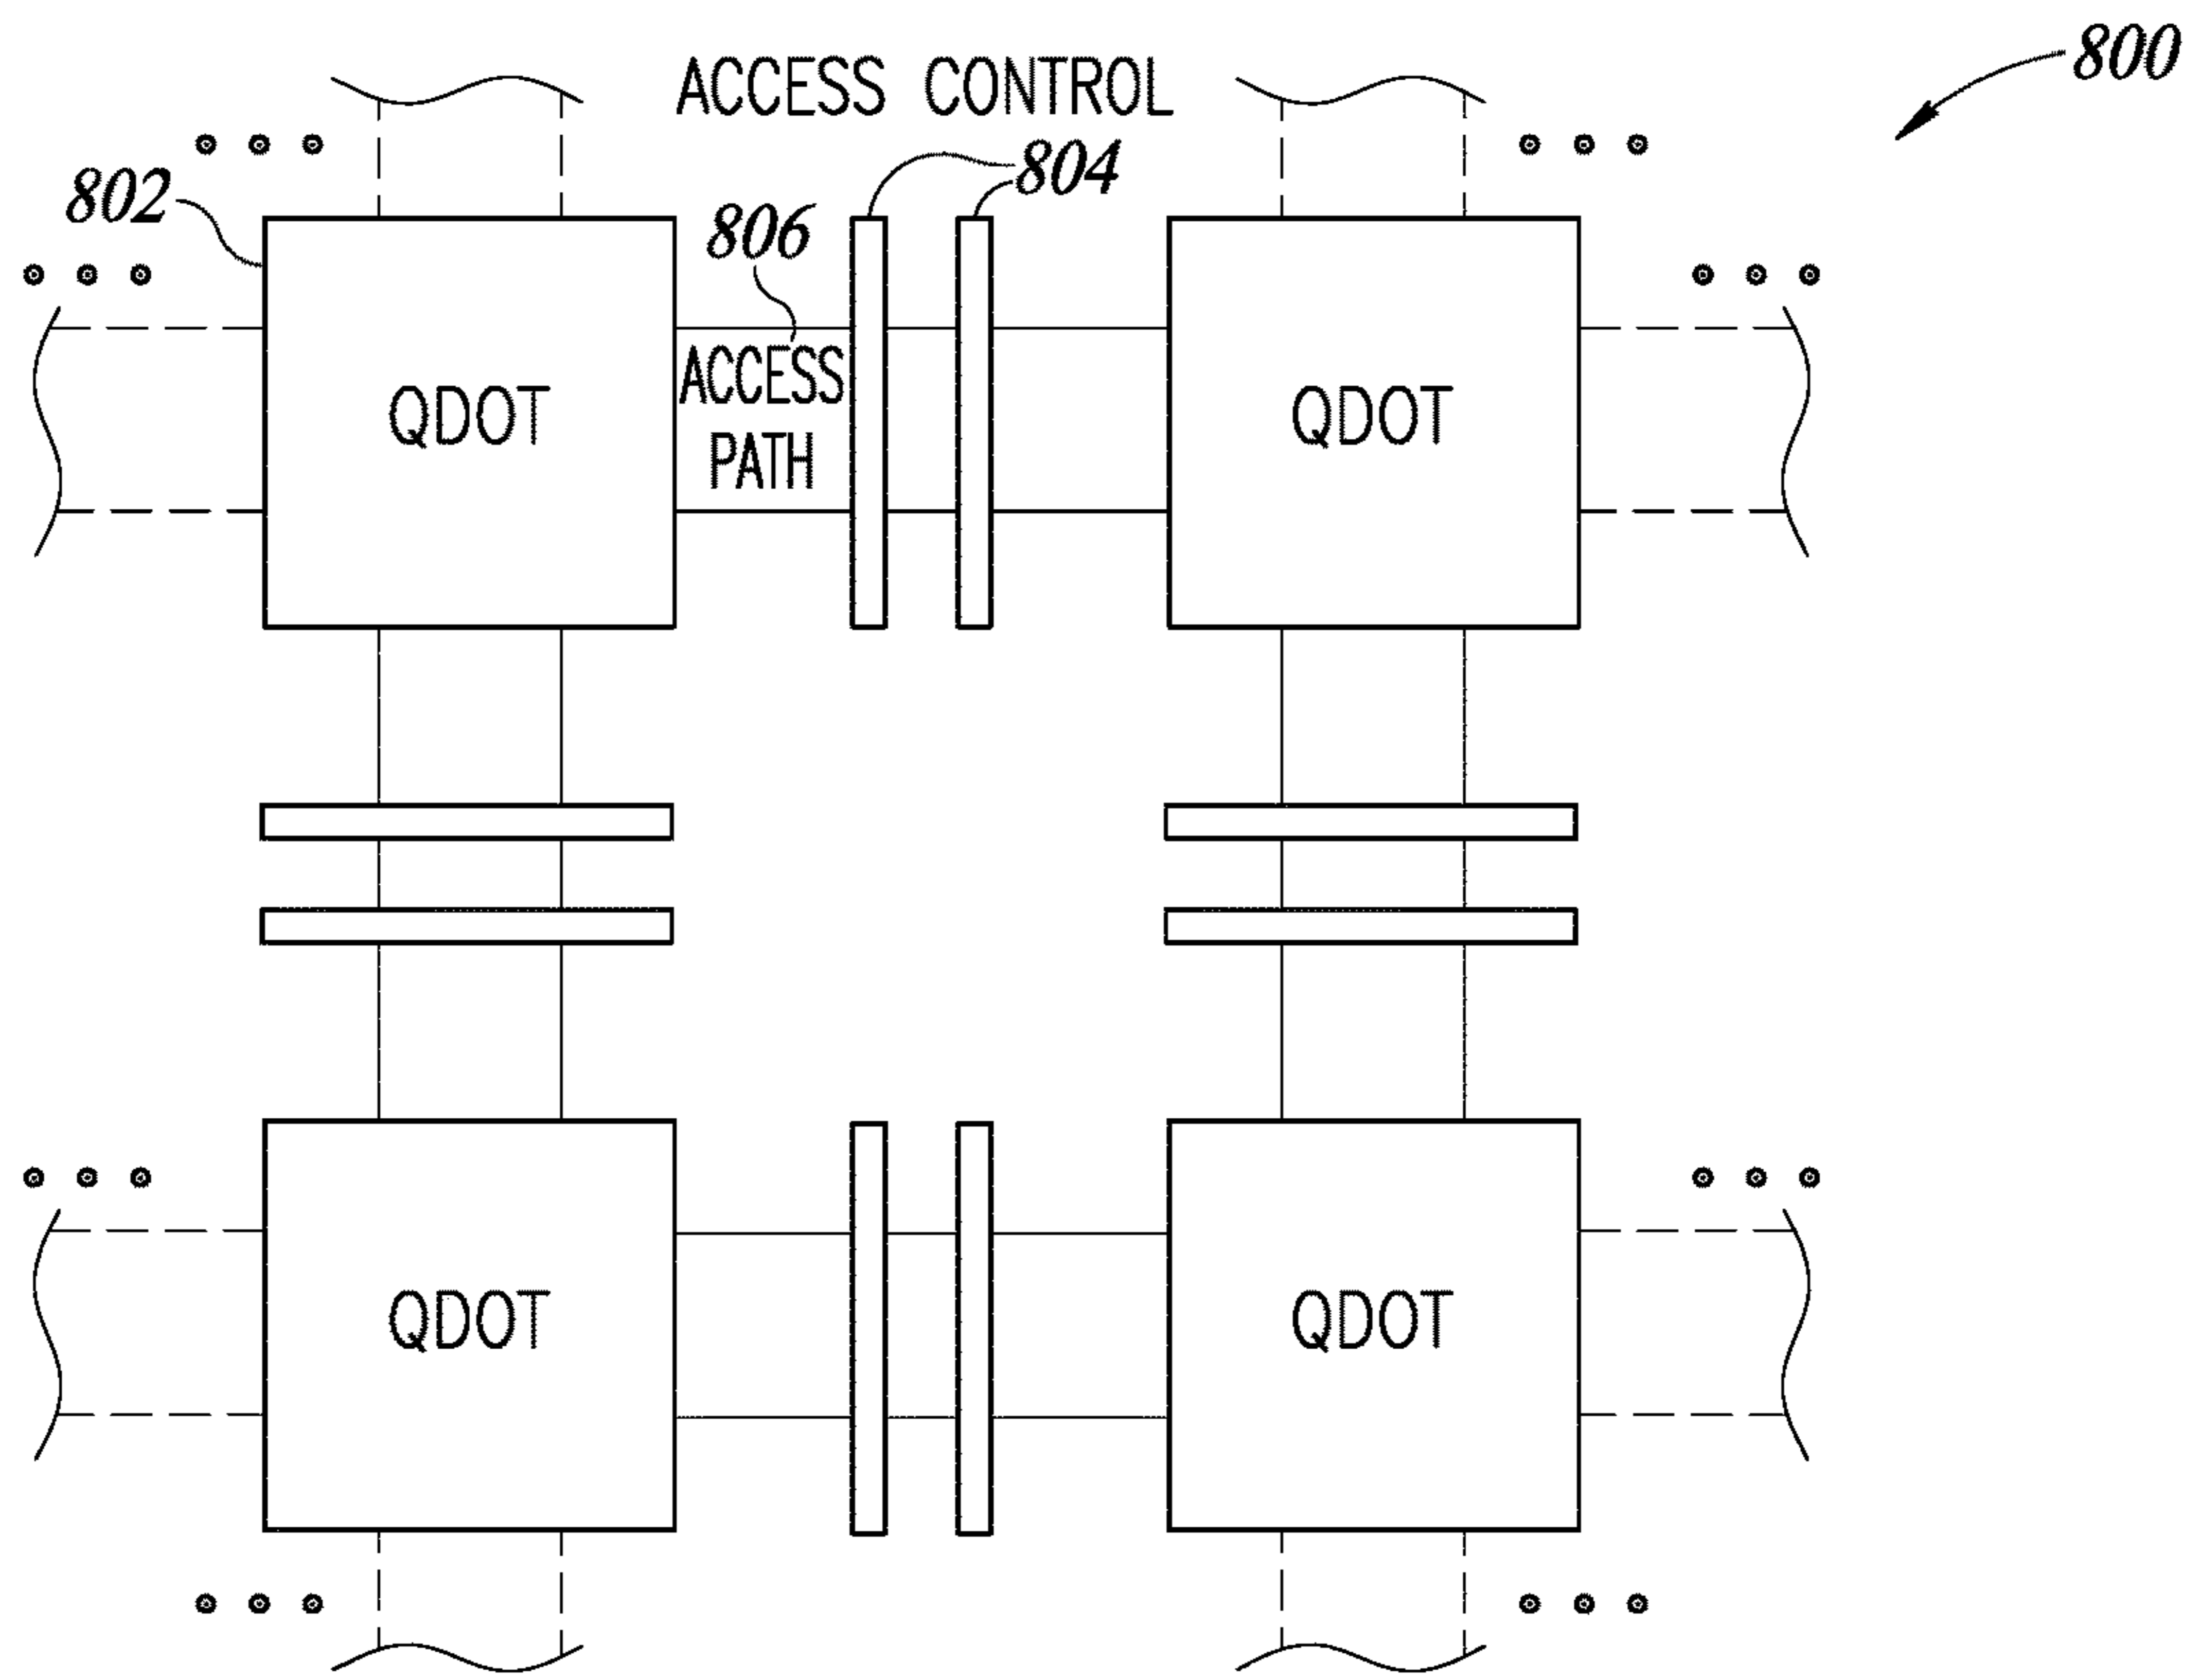 800
ACCESS CONTROL
804
802
806
ACCESS
PATH
QDOT
QDOT
QDOT
QDOT